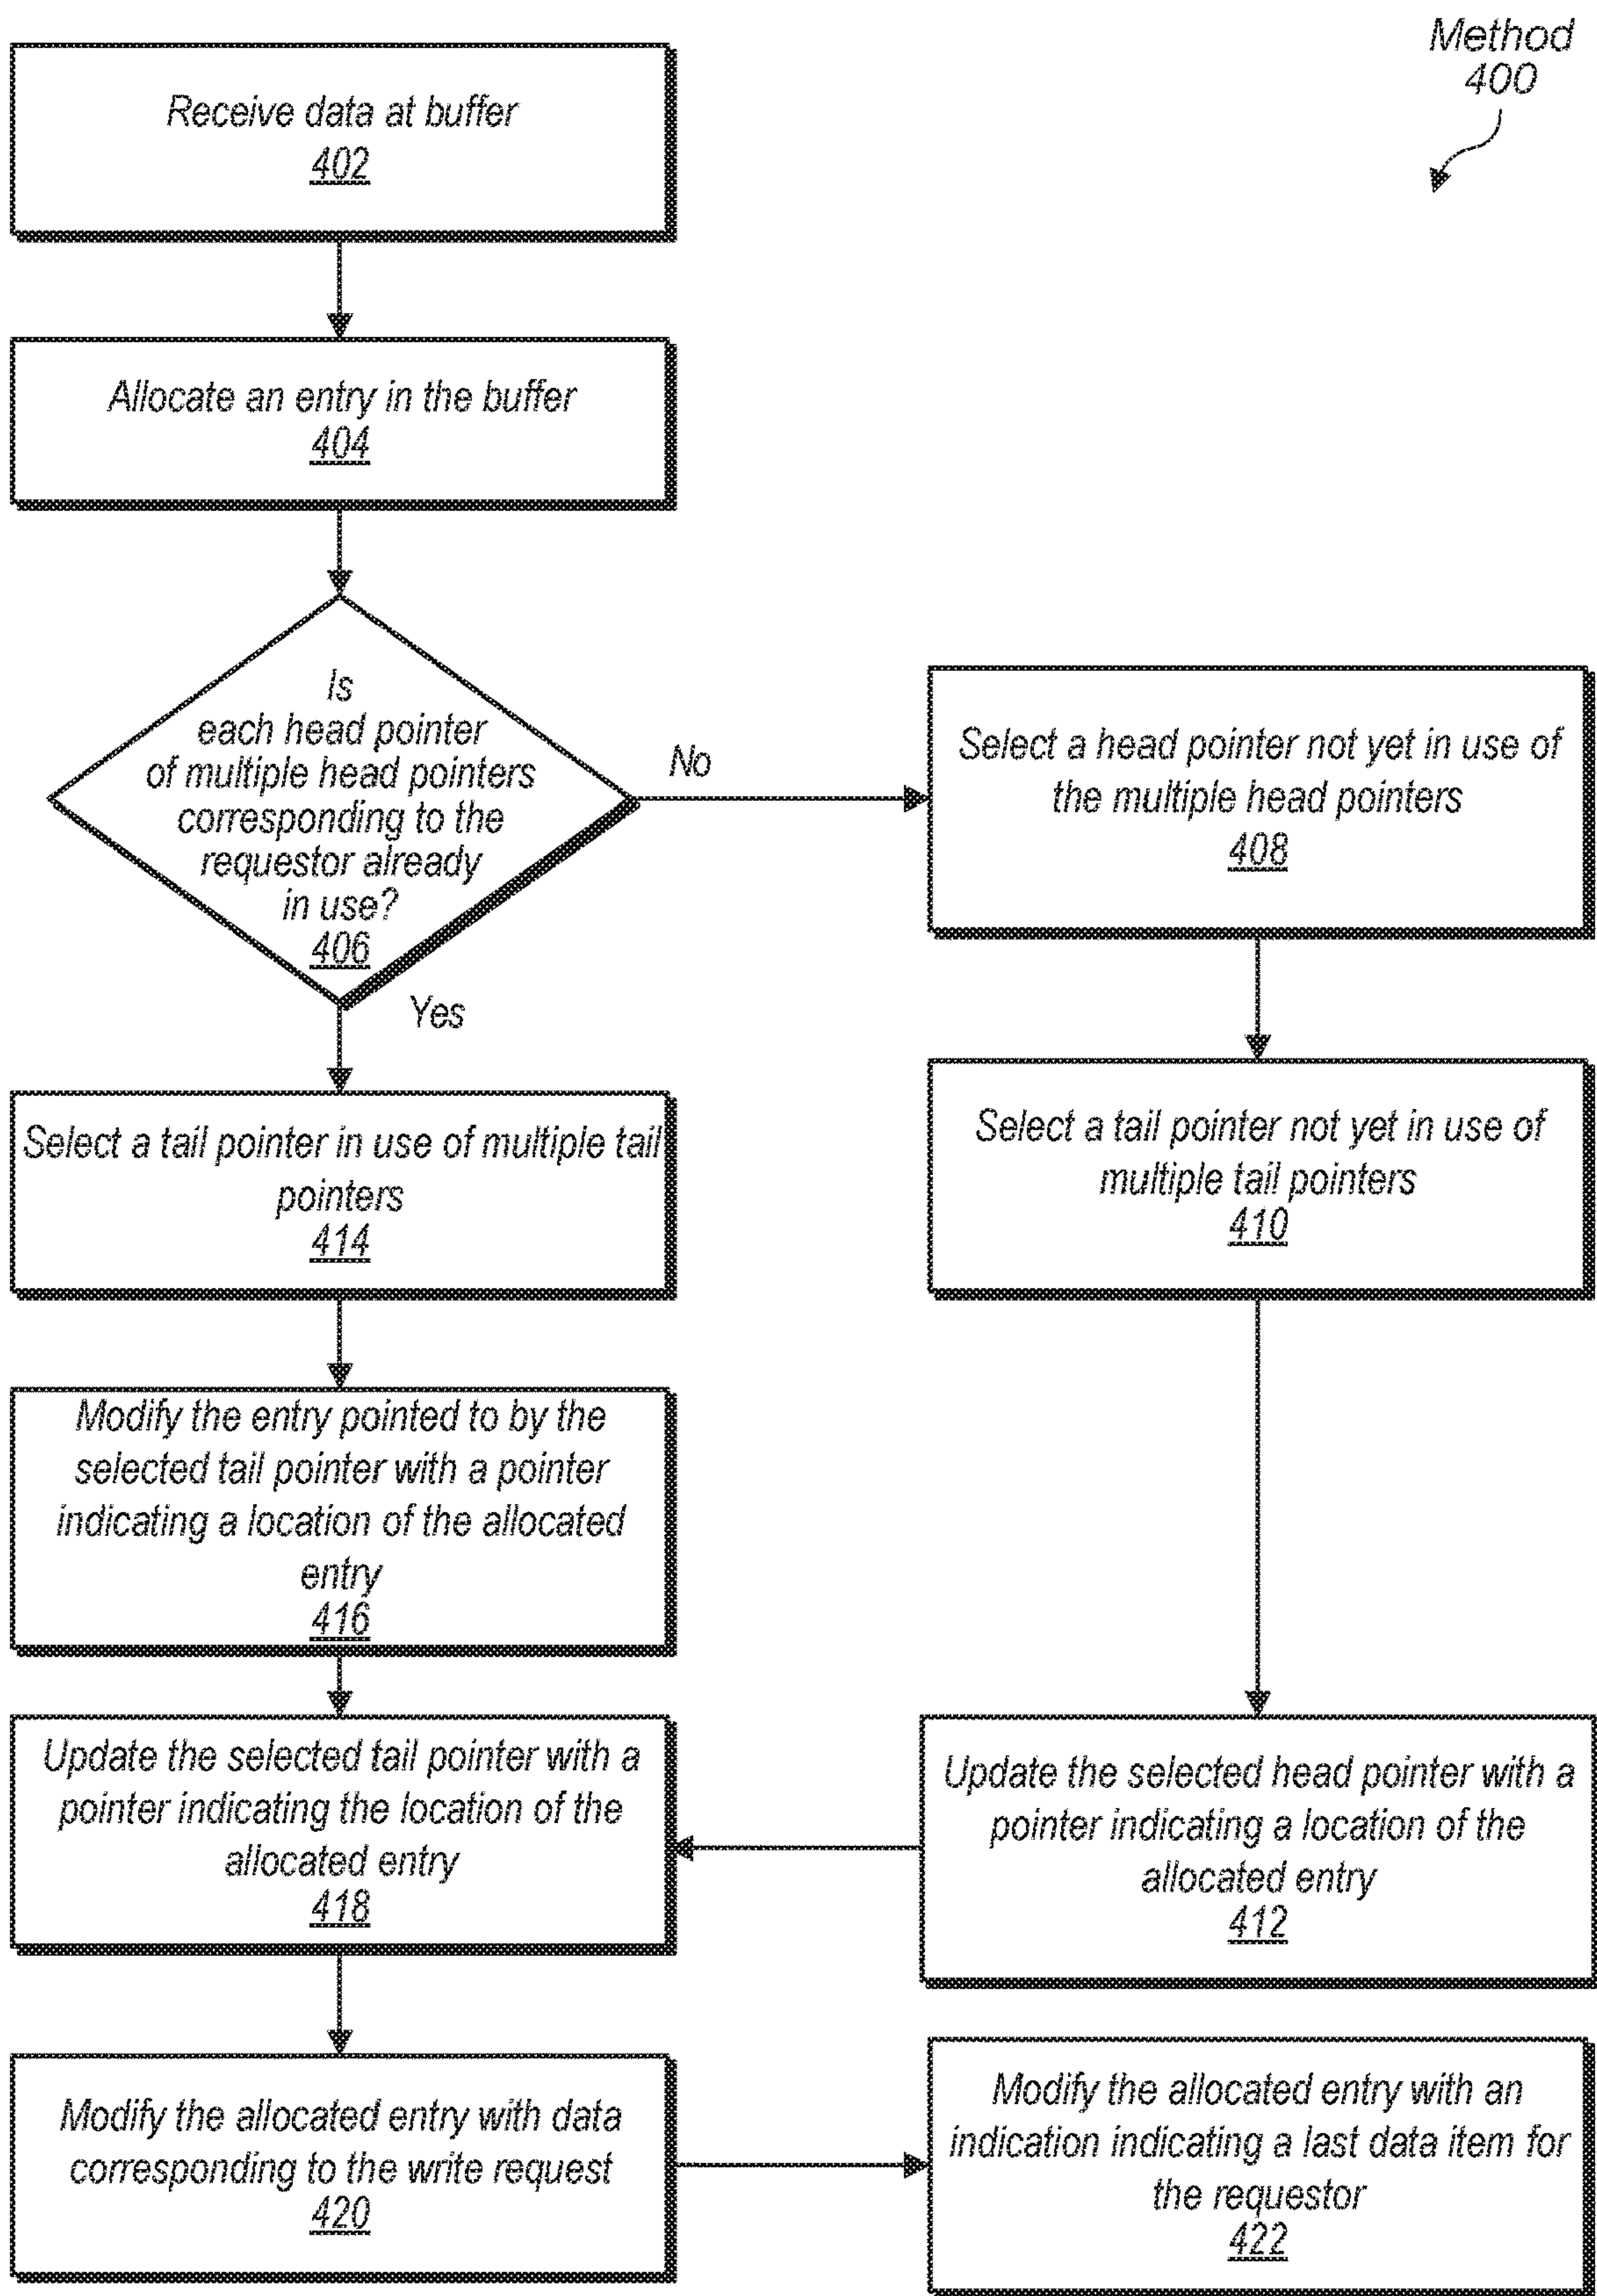 Method
400
Receive data at buffer
402
Allocate an entry in the buffer
404
Is
each head pointer
of multiple head pointers
corresponding to the
requestor already
in use?
406
No
Yes
Select a head pointer not yet in use of
the multiple head pointers
408
Select a tail pointer not yet in use of
multiple tail pointers
410
Select a tail pointer in use of multiple tail
pointers
414
Modify the entry pointed to by the
selected tail pointer with a pointer
indicating a location of the allocated
entry
416
Update the selected tail pointer with a
pointer indicating the location of the
allocated entry
418
Update the selected head pointer with a
pointer indicating a location of the
allocated entry
412
Modify the allocated entry with data
corresponding to the write request
420
Modify the allocated entry with an
indication indicating a last data item for
the requestor
422